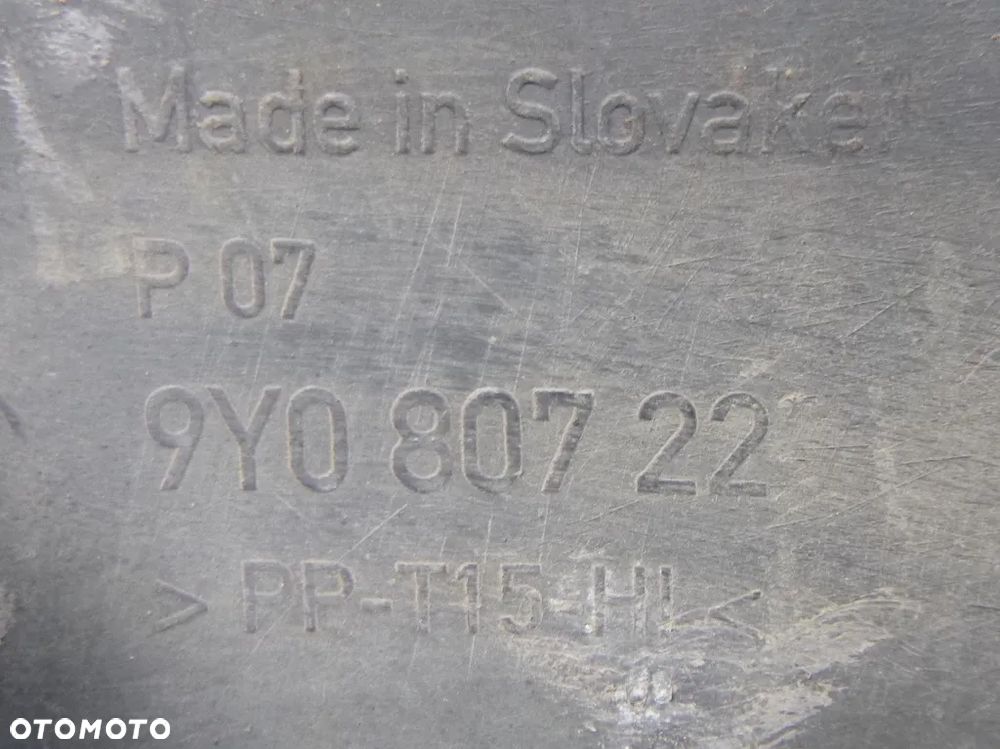 Made in Slovakei
P 07
9Y0 807 22
> PP-T15-HI <
OTOMOTO